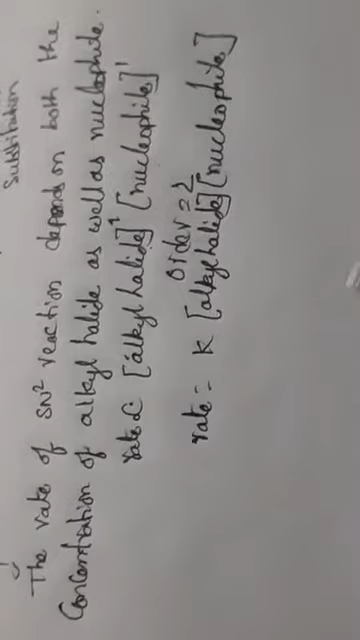 Substitution
The rate of SN² reaction depends on both the
Concentration of alkyl halide as well as nucleophile.
rate ∝ [alkyl halide]¹ [nucleophile]¹
Order = 2
rate = K [alkyl halide] [nucleophile]